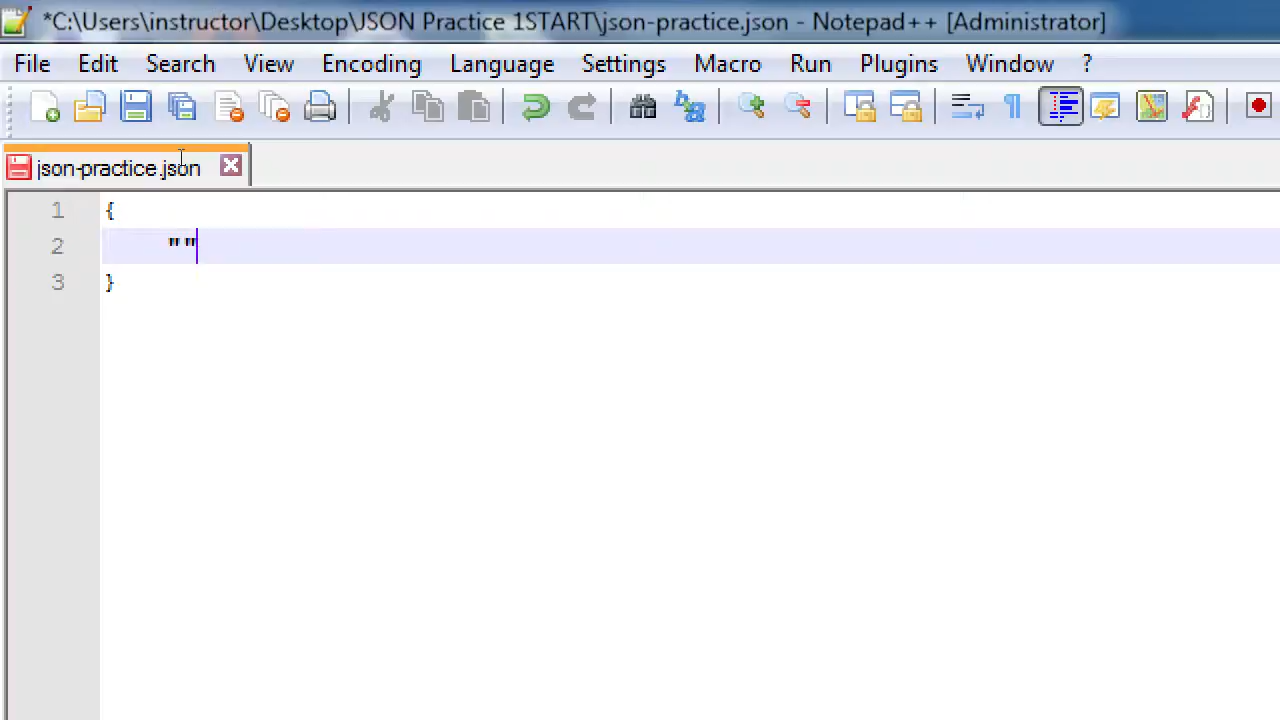 *C:\Users\instructor\Desktop\JSON Practice 1START\json-practice.json - Notepad++ [Administrator]
File Edit Search View Encoding Language Settings Macro Run Plugins Window ?
json-practice.json
1 {
2 ""
3 }